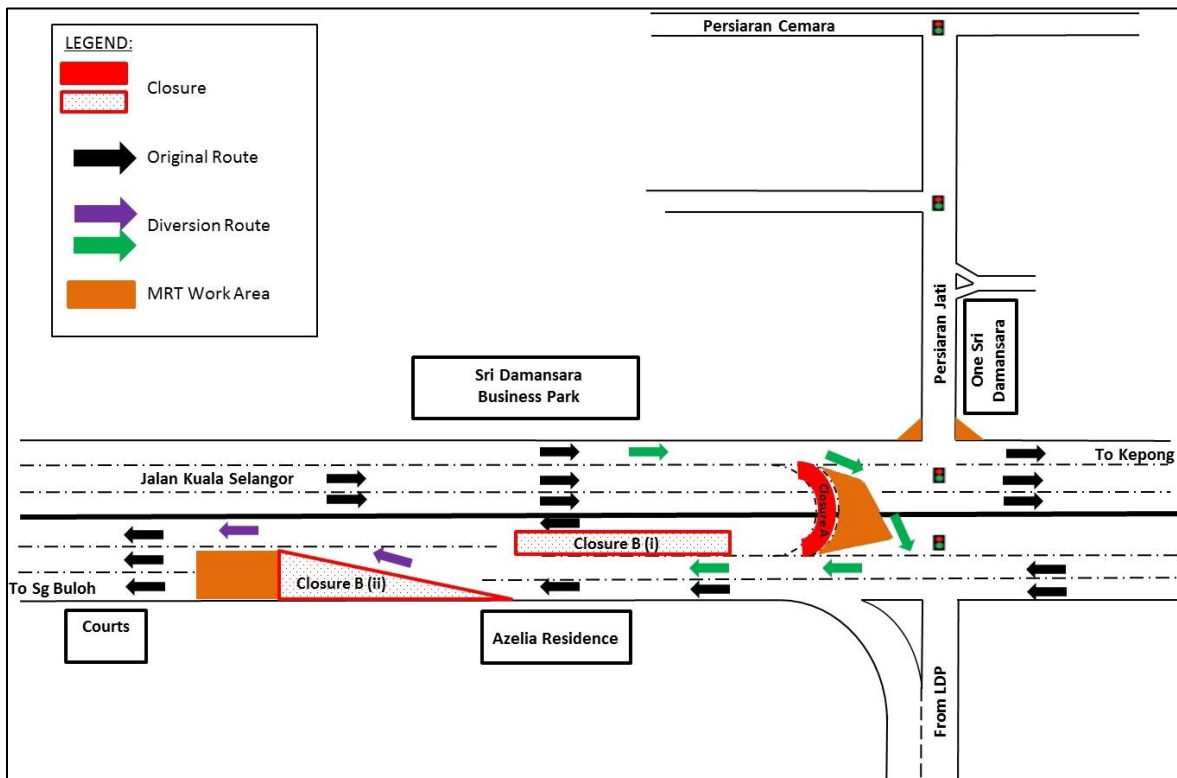 Persiaran Cemara
LEGEND:
Closure
Original Route
Diversion Route
MRT Work Area
Persiaran Jati
One Sri
Damansara
Sri Damansara
Business Park
Jalan Kuala Selangor
To Kepong
Closure A
Closure B (i)
Closure B (ii)
To Sg Buloh
Courts
Azelia Residence
From LDP